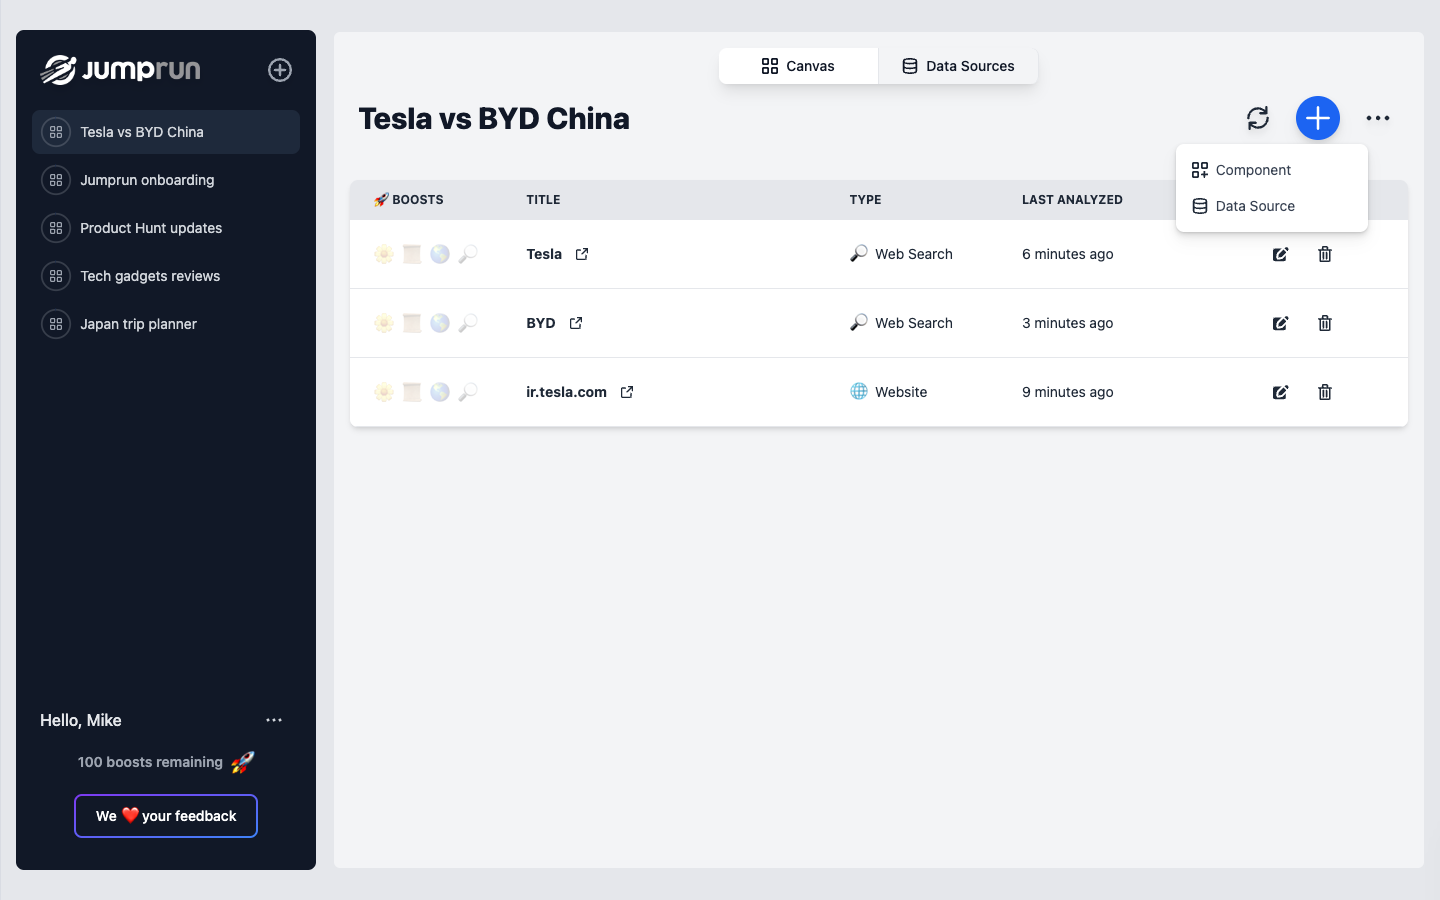 Jumprun
Tesla vs BYD China
Jumprun onboarding
Product Hunt updates
Tech gadgets reviews
Japan trip planner
Hello, Mike
100 boosts remaining 🚀
We ❤️ your feedback
Canvas
Data Sources
Tesla vs BYD China
Component
Data Source
🚀 BOOSTS TITLE TYPE LAST ANALYZED
Tesla Web Search 6 minutes ago
BYD Web Search 3 minutes ago
ir.tesla.com Website 9 minutes ago